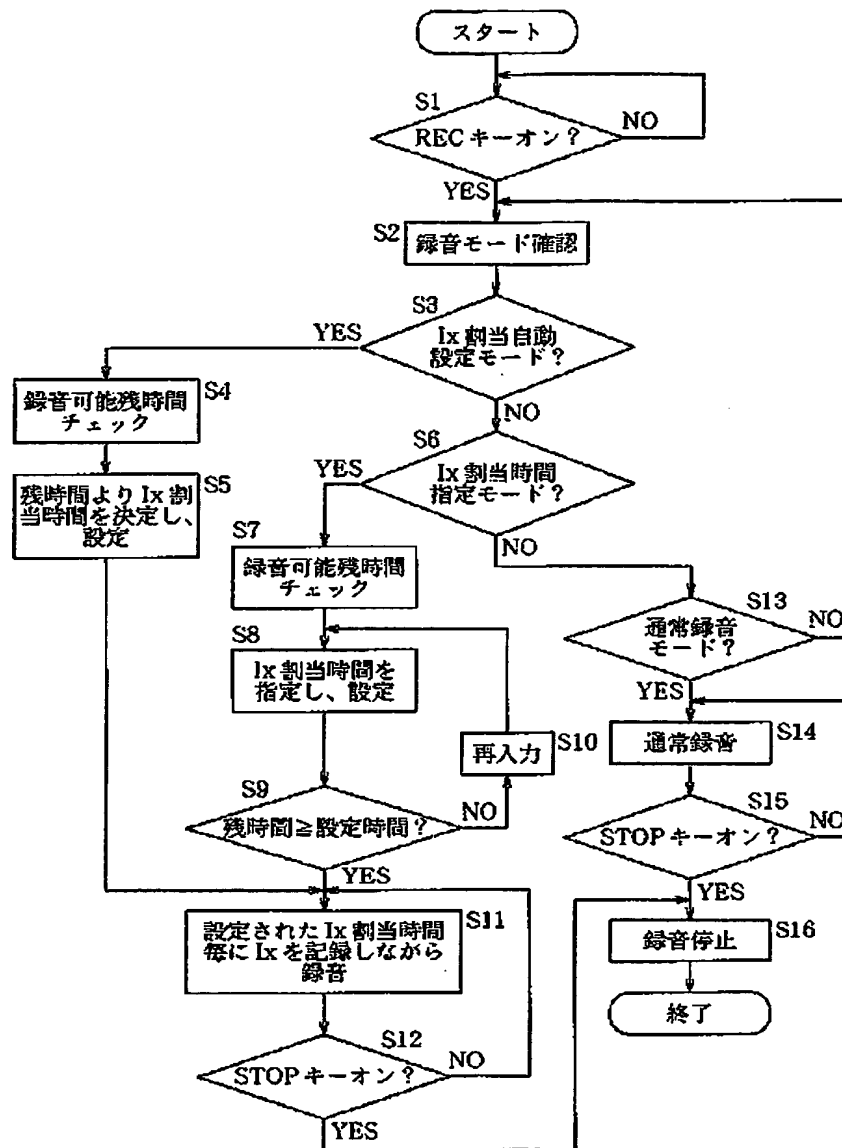 スタート
S1
RECキーオン？
NO
YES
S2
録音モード確認
S3
YES
Ix割当自動
設定モード？
S4
録音可能残時間
チェック
NO
S6
S5
YES
Ix割当時間
指定モード？
残時間よりIx割
当時間を決定し、
設定
S7
NO
録音可能残時間
チェック
S13
通常録音
モード？
NO
S8
Ix割当時間を
指定し、設定
YES
S14
通常録音
再入力
S10
S9
S15
残時間≧設定時間？
NO
STOPキーオン？
NO
YES
YES
設定されたIx割当時間
毎にIxを記録しながら
録音
S11
S16
録音停止
終了
S12
STOPキーオン？
NO
YES